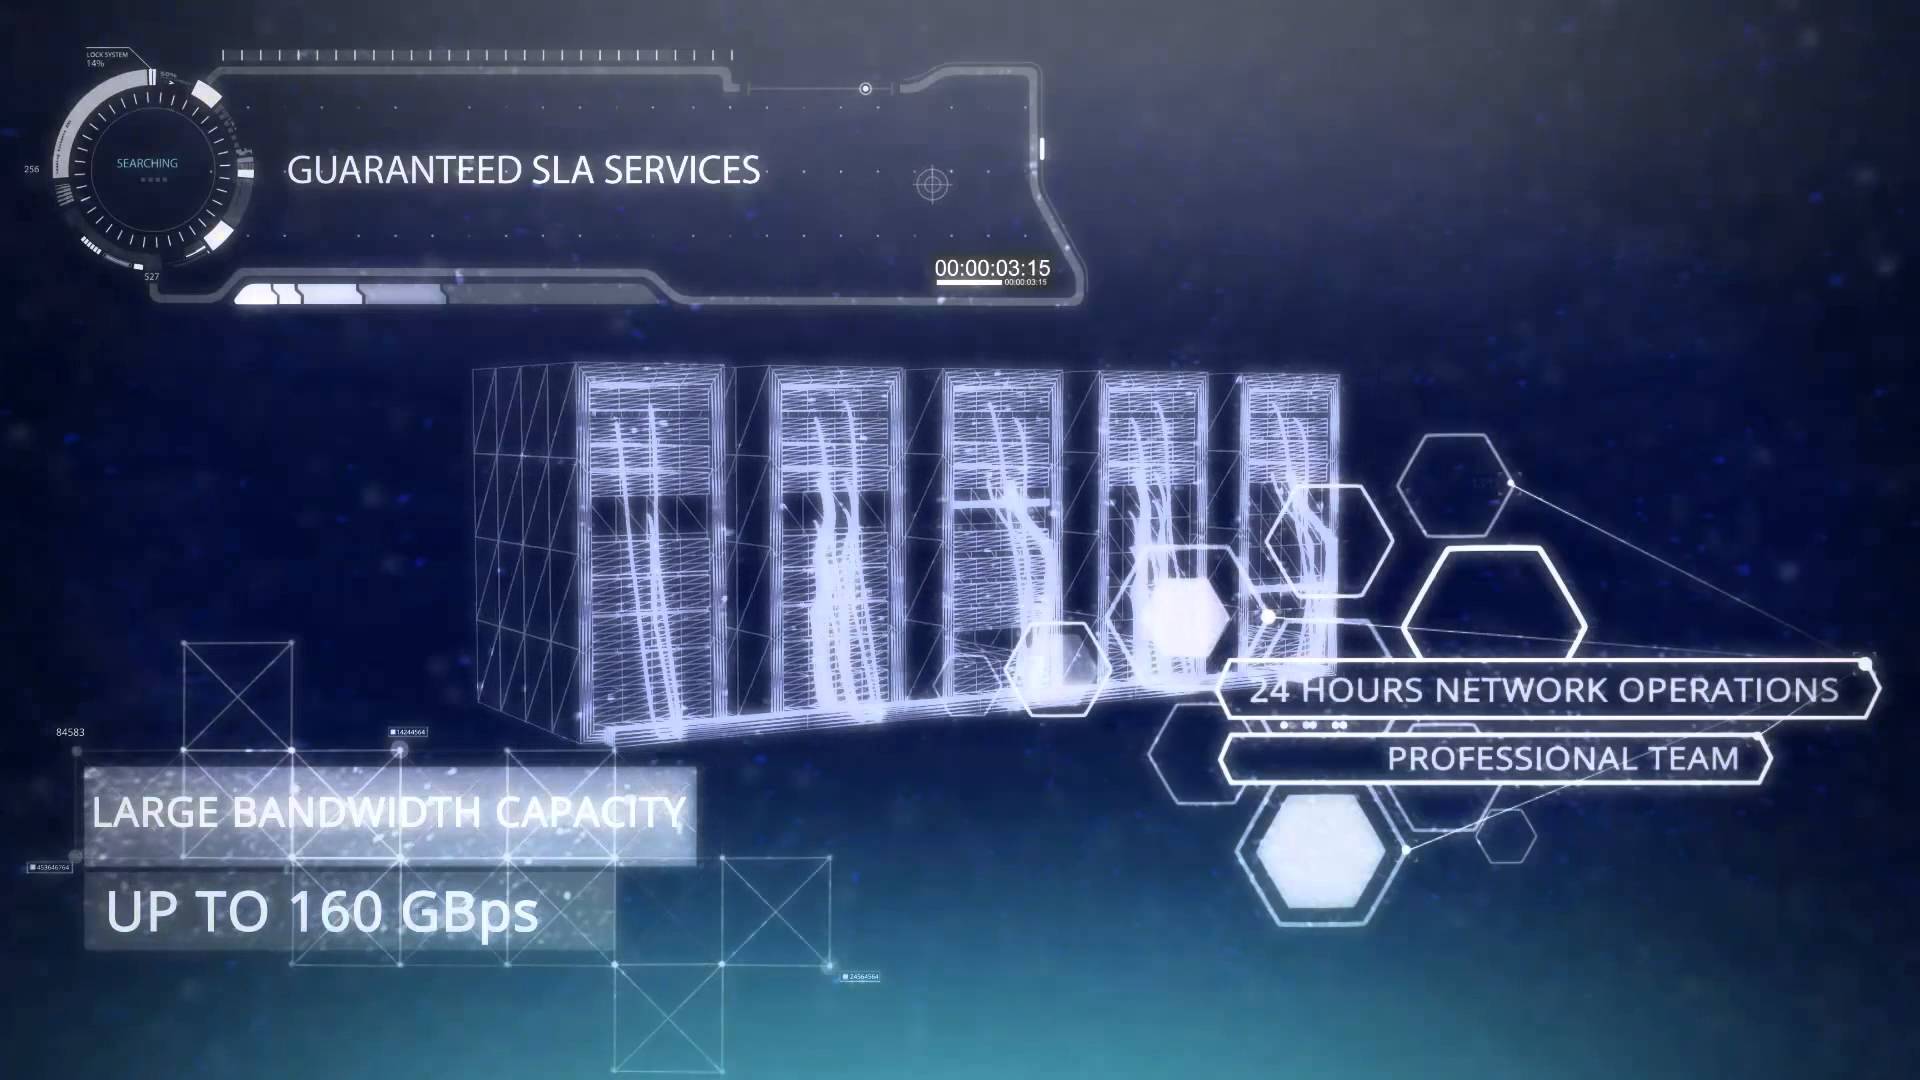 LOCK SYSTEM
14%
50%
256
SEARCHING
GUARANTEED SLA SERVICES
527
00:00:03:15
00:00:03:15
24 HOURS NETWORK OPERATIONS
PROFESSIONAL TEAM
84583
14244564
LARGE BANDWIDTH CAPACITY
453646764
UP TO 160 GBps
24564564